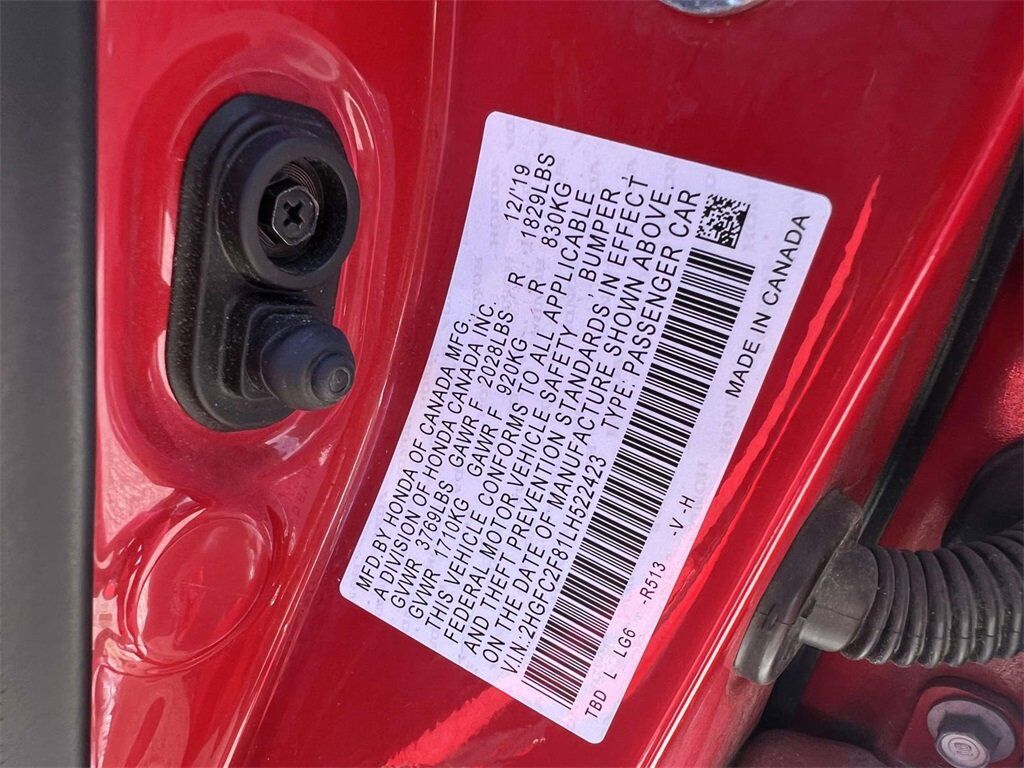 MFD.BY HONDA OF CANADA MFG.
A DIVISION OF HONDA CANADA INC. 12/'19
GVWR 3769LBS GAWR F 2028LBS R 1829LBS
GVWR 1710KG GAWR F 920KG R 830KG
THIS VEHICLE CONFORMS TO ALL APPLICABLE
FEDERAL MOTOR VEHICLE SAFETY , BUMPER ,
AND THEFT PREVENTION STANDARDS IN EFFECT
ON THE DATE OF MANUFACTURE SHOWN ABOVE.
V.I.N.:2HGFC2F81LH522423 TYPE:PASSENGER CAR
TBD L LG6 -R513 -V -H MADE IN CANADA